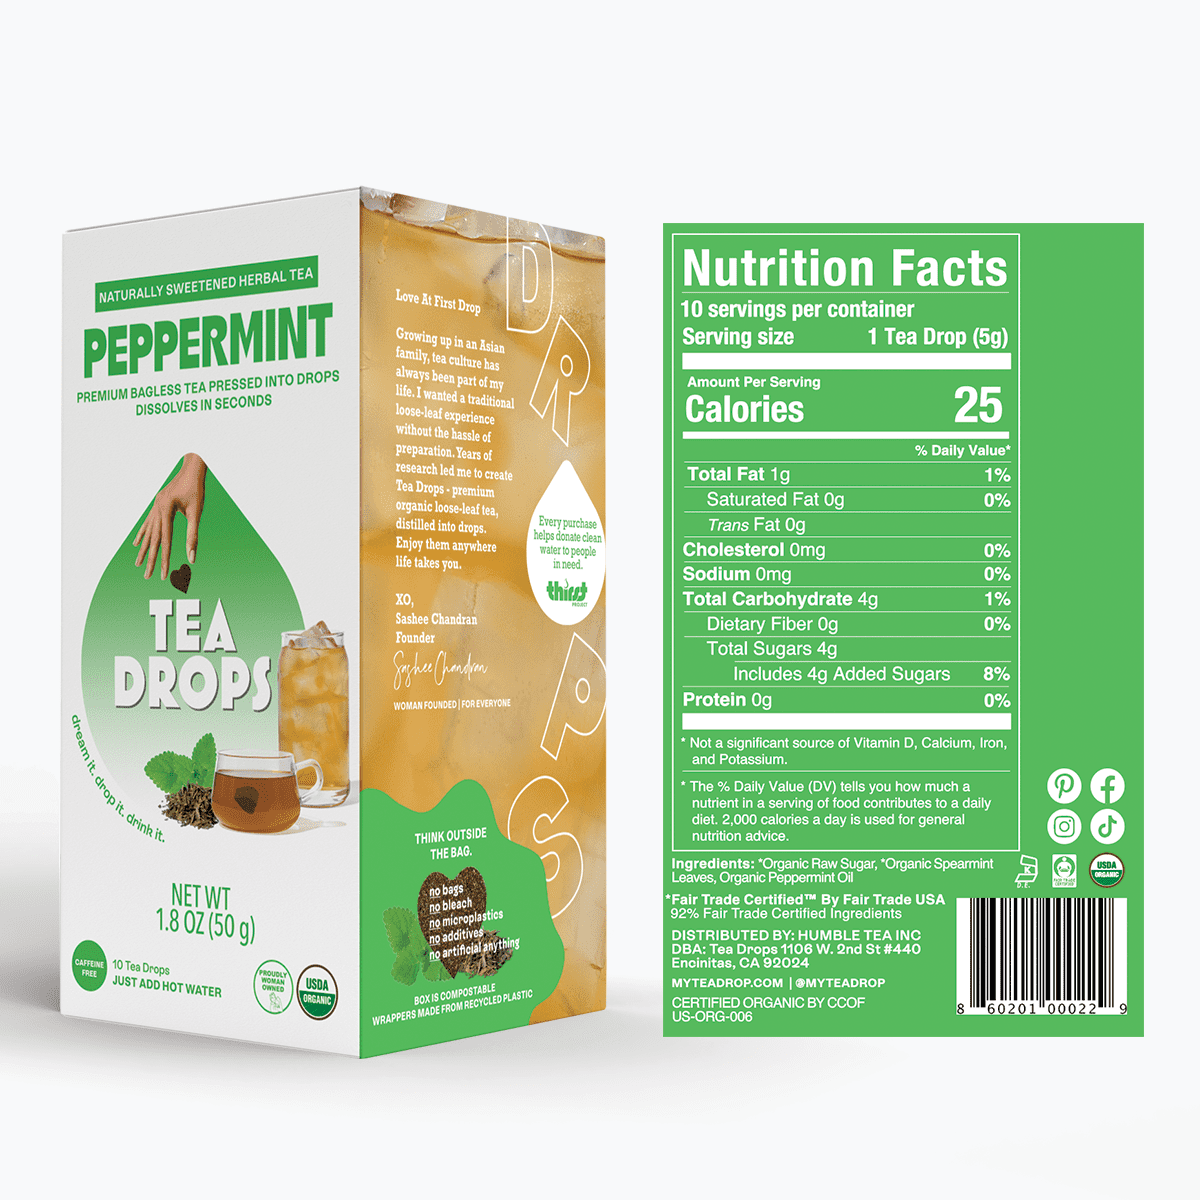 NATURALLY SWEETENED HERBAL TEA
PEPPERMINT
PREMIUM BAGLESS TEA PRESSED INTO DROPS
DISSOLVES IN SECONDS
TEA
DROPS
dream it. drop it. drink it.
NET WT
1.8 OZ (50 g)
CAFFEINE
FREE
10 Tea Drops
JUST ADD HOT WATER
PROUDLY
WOMAN
OWNED
USDA
ORGANIC
Love At First Drop
Growing up in an Asian
family, tea culture has
always been part of my
life. I wanted a traditional
loose-leaf experience
without the hassle of
preparation. Years of
research led me to create
Tea Drops - premium
organic loose-leaf tea,
distilled into drops.
Enjoy them anywhere
life takes you.
XO,
Sashee Chandran
Founder
Sashee Chandran
WOMAN FOUNDED | FOR EVERYONE
DROPS
Every purchase
helps donate clean
water to people
in need.
thirst
PROJECT
THINK OUTSIDE
THE BAG.
no bags
no bleach
no microplastics
no additives
no artificial anything
BOX IS COMPOSTABLE
WRAPPERS MADE FROM RECYCLED PLASTIC
Nutrition Facts
10 servings per container
Serving size 1 Tea Drop (5g)
Amount Per Serving
Calories 25
% Daily Value*
Total Fat 1g 1%
Saturated Fat 0g 0%
Trans Fat 0g
Cholesterol 0mg 0%
Sodium 0mg 0%
Total Carbohydrate 4g 1%
Dietary Fiber 0g 0%
Total Sugars 4g
Includes 4g Added Sugars 8%
Protein 0g 0%
* Not a significant source of Vitamin D, Calcium, Iron,
and Potassium.
* The % Daily Value (DV) tells you how much a
nutrient in a serving of food contributes to a daily
diet. 2,000 calories a day is used for general
nutrition advice.
Ingredients: *Organic Raw Sugar, *Organic Spearmint
Leaves, Organic Peppermint Oil
*Fair Trade Certified™ By Fair Trade USA
92% Fair Trade Certified Ingredients
DISTRIBUTED BY: HUMBLE TEA INC
DBA: Tea Drops 1106 W. 2nd St #440
Encinitas, CA 92024
MYTEADROP.COM | @MYTEADROP
CERTIFIED ORGANIC BY CCOF
US-ORG-006
K
D.E.
FAIR TRADE
CERTIFIED
USDA
ORGANIC
8 60201 00022 9